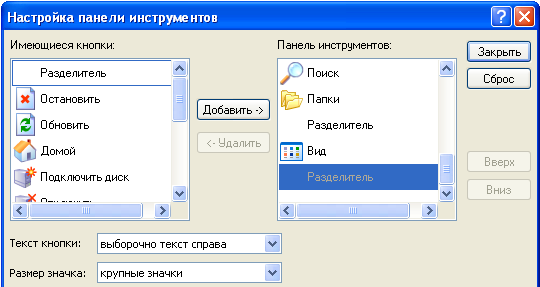 Настройка панели инструментов
Имеющиеся кнопки:
Разделитель
Остановить
Обновить
Домой
Подключить диск
Отключить
Добавить ->
<- Удалить
Панель инструментов:
Поиск
Папки
Разделитель
Вид
Разделитель
Закрыть
Сброс
Вверх
Вниз
Текст кнопки:
выборочно текст справа
Размер значка:
крупные значки